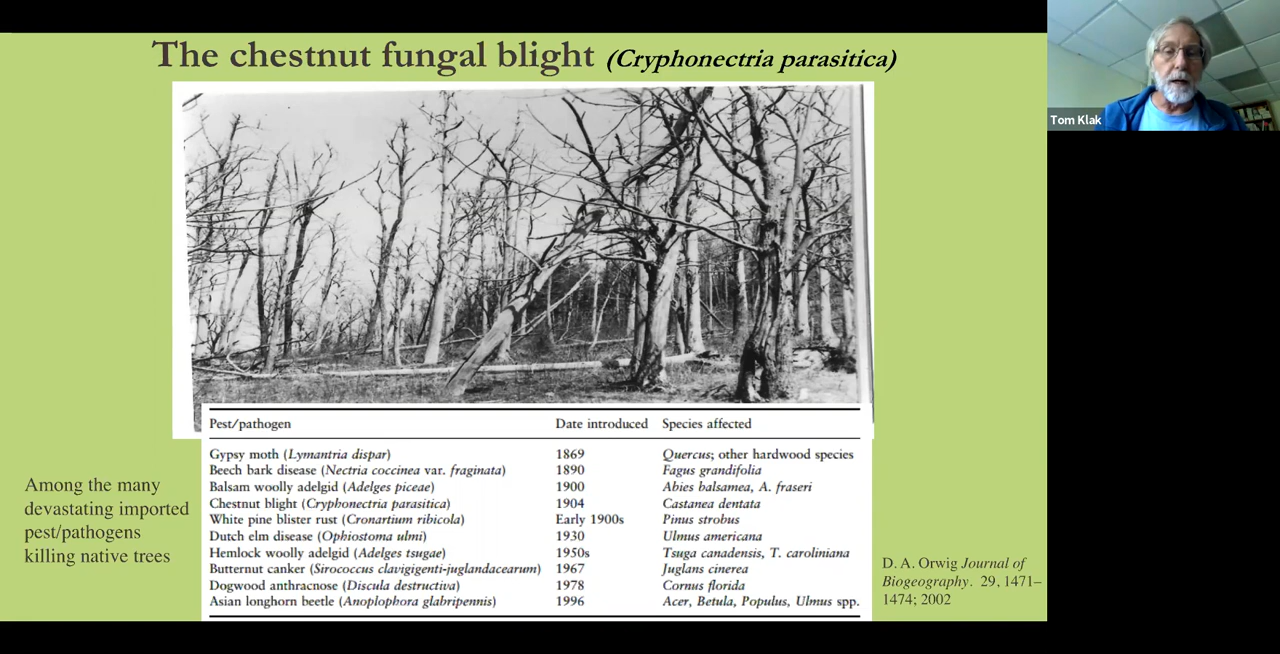 The chestnut fungal blight (Cryphonectria parasitica)
Tom Klak
Pest/pathogen Date introduced Species affected
Gypsy moth (Lymantria dispar) 1869 Quercus; other hardwood species
Beech bark disease (Nectria coccinea var. fraginata) 1890 Fagus grandifolia
Balsam woolly adelgid (Adelges piceae) 1900 Abies balsamea, A. fraseri
Chestnut blight (Cryphonectria parasitica) 1904 Castanea dentata
White pine blister rust (Cronartium ribicola) Early 1900s Pinus strobus
Dutch elm disease (Ophiostoma ulmi) 1930 Ulmus americana
Hemlock woolly adelgid (Adelges tsugae) 1950s Tsuga canadensis, T. caroliniana
Butternut canker (Sirococcus clavigigenti-juglandacearum) 1967 Juglans cinerea
Dogwood anthracnose (Discula destructiva) 1978 Cornus florida
Asian longhorn beetle (Anoplophora glabripennis) 1996 Acer, Betula, Populus, Ulmus spp.
Among the many
devastating imported
pest/pathogens
killing native trees
D. A. Orwig Journal of
Biogeography. 29, 1471–
1474; 2002